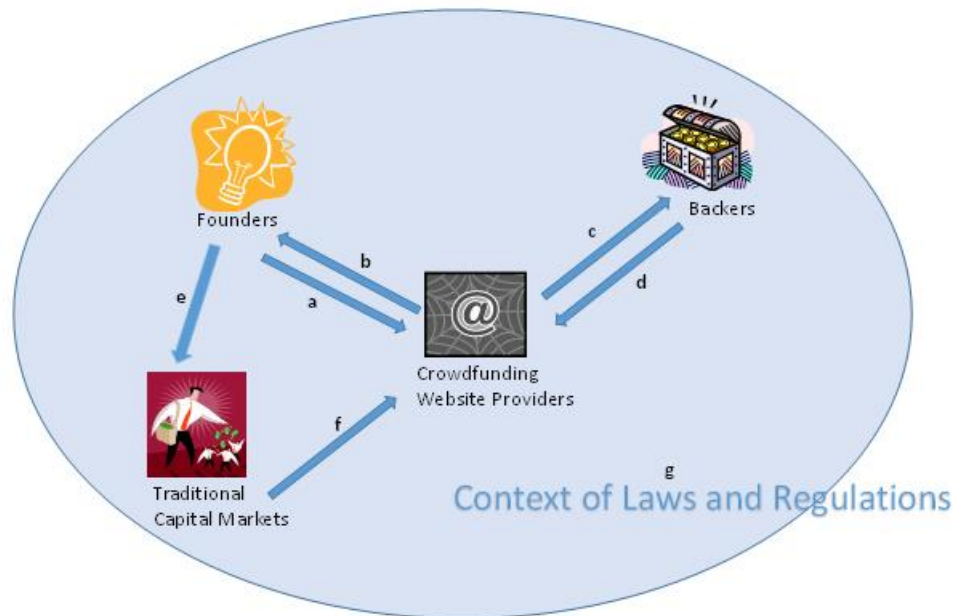 Founders
Backers
c
b
d
a
e
@
Crowdfunding
Website Providers
f
g
Traditional
Capital Markets
Context of Laws and Regulations